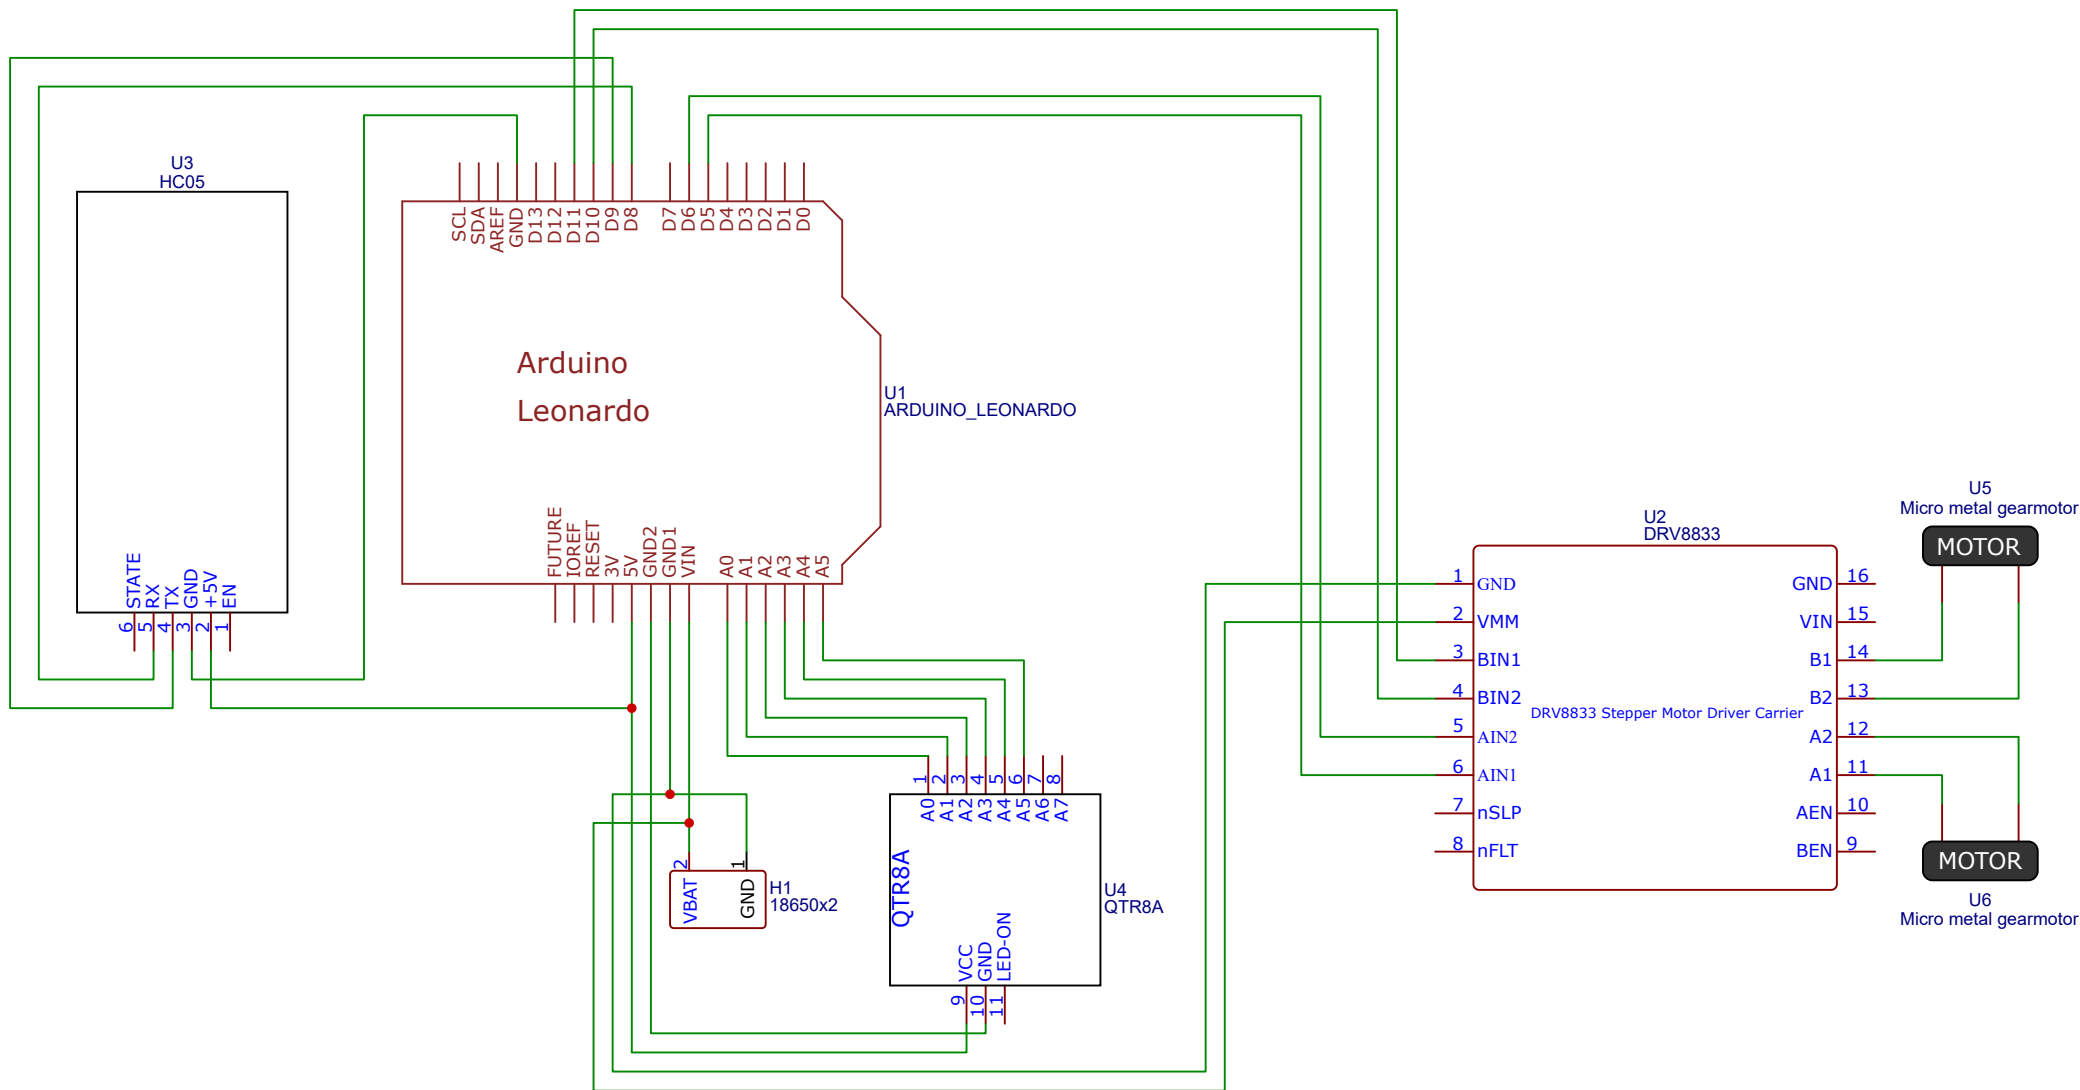 U3
HC05
STATE
RX
TX
GND
+5V
EN
6
5
4
3
2
1
SCL
SDA
AREF
GND
D13
D12
D11
D10
D9
D8
D7
D6
D5
D4
D3
D2
D1
D0
Arduino
Leonardo
U1
ARDUINO_LEONARDO
FUTURE
IOREF
RESET
3V
5V
GND2
GND1
VIN
A0
A1
A2
A3
A4
A5
2
1
VBAT
GND
H1
18650x2
1
2
3
4
5
6
7
8
A0
A1
A2
A3
A4
A5
A6
A7
QTR8A
U4
QTR8A
VCC
GND
LED-ON
9
10
11
U2
DRV8833
1
GND
2
VMM
3
BIN1
4
BIN2
5
AIN2
6
AIN1
7
nSLP
8
nFLT
DRV8833 Stepper Motor Driver Carrier
GND
16
VIN
15
B1
14
B2
13
A2
12
A1
11
AEN
10
BEN
9
U5
Micro metal gearmotor
MOTOR
MOTOR
U6
Micro metal gearmotor